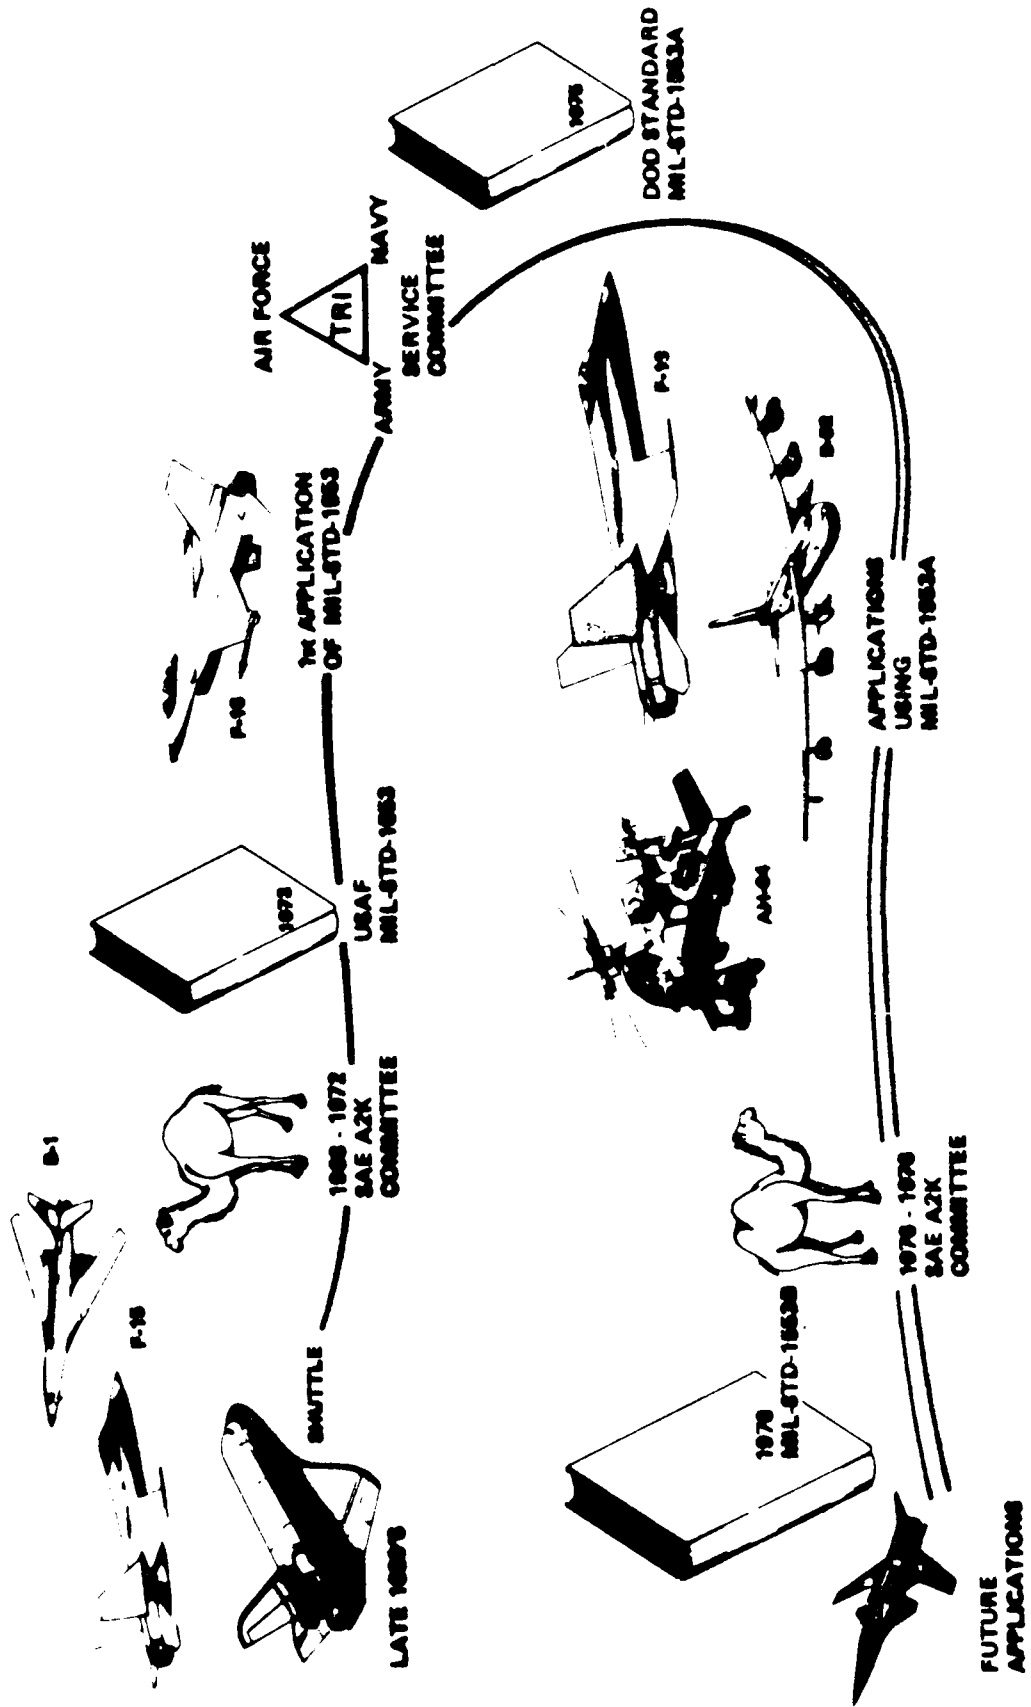 B-1
F-15
SHUTTLE
LATE 1960'S
1968 - 1972
SAE A2K
COMMITTEE
1973
USAF
MIL-STD-1553
F-16
1st APPLICATION
OF MIL-STD-1553
AIR FORCE
TRI
ARMY
NAVY
SERVICE
COMMITTEE
1975
DOD STANDARD
MIL-STD-1553A
B-52
AH-64
APPLICATIONS
USING
MIL-STD-1553A
1976 - 1978
SAE A2K
COMMITTEE
1978
MIL-STD-1553B
FUTURE
APPLICATIONS